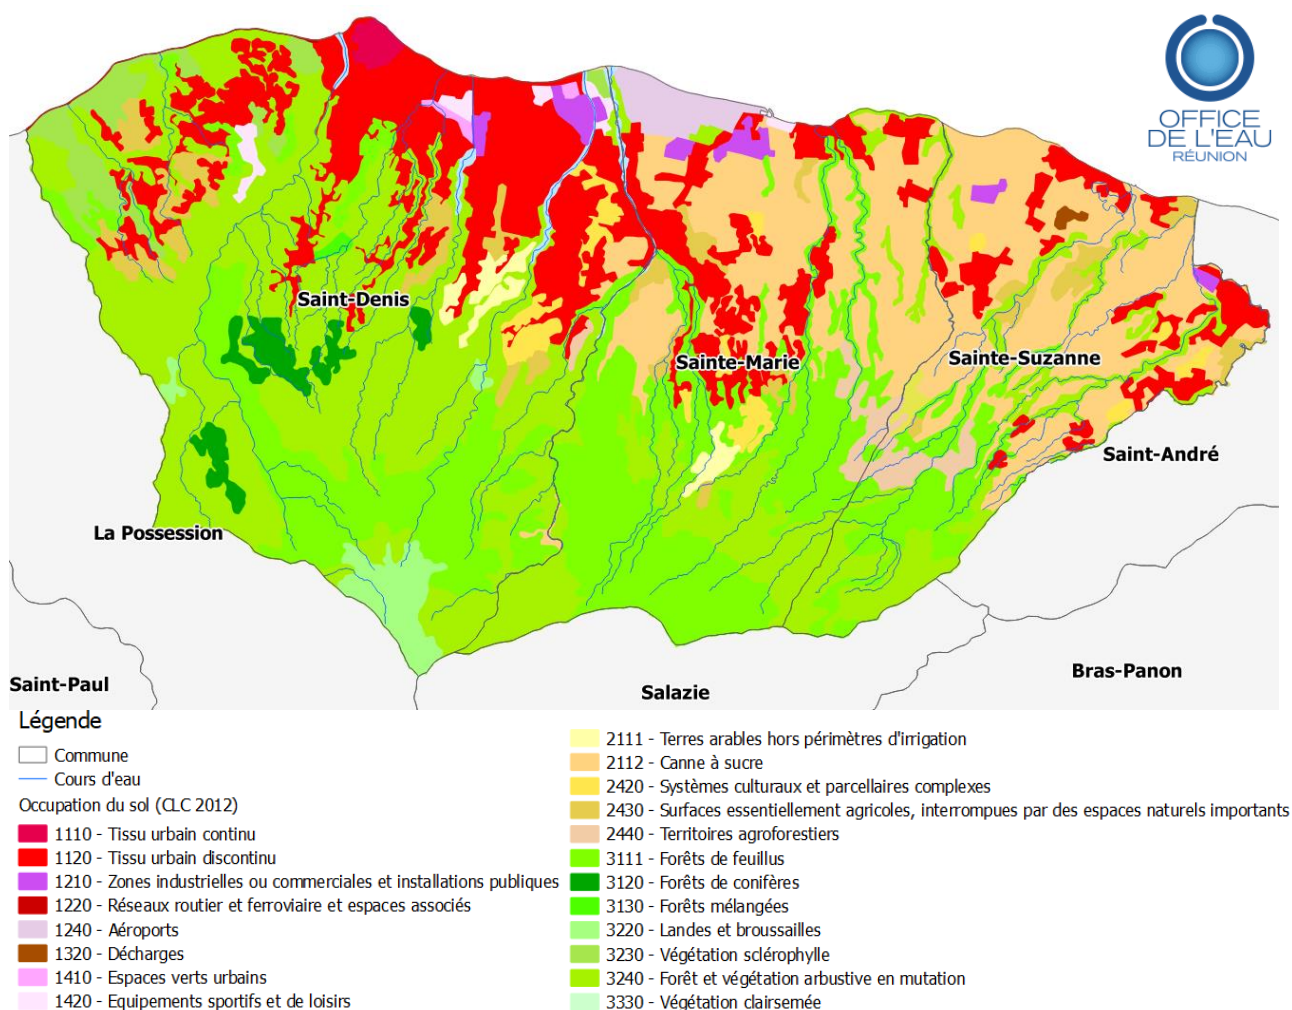 OFFICE
DE L'EAU
RÉUNION
Saint-Denis
Sainte-Marie
Sainte-Suzanne
Saint-André
La Possession
Saint-Paul
Salazie
Bras-Panon
Légende
Commune
Cours d'eau
Occupation du sol (CLC 2012)
1110 - Tissu urbain continu
1120 - Tissu urbain discontinu
1210 - Zones industrielles ou commerciales et installations publiques
1220 - Réseaux routier et ferroviaire et espaces associés
1240 - Aéroports
1320 - Décharges
1410 - Espaces verts urbains
1420 - Equipements sportifs et de loisirs
2111 - Terres arables hors périmètres d'irrigation
2112 - Canne à sucre
2420 - Systèmes culturaux et parcellaires complexes
2430 - Surfaces essentiellement agricoles, interrompues par des espaces naturels importants
2440 - Territoires agroforestiers
3111 - Forêts de feuillus
3120 - Forêts de conifères
3130 - Forêts mélangées
3220 - Landes et broussailles
3230 - Végétation sclérophylle
3240 - Forêt et végétation arbustive en mutation
3330 - Végétation clairsemée